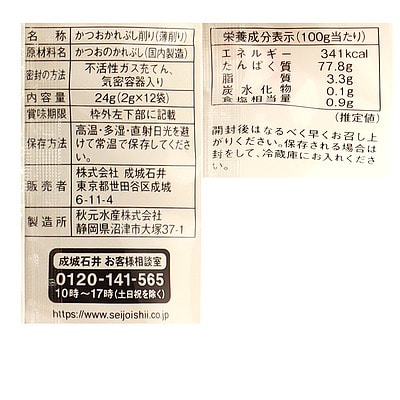 名称 かつおかれぶし削り(薄削り)
原材料名 かつおのかれぶし(国内製造)
密封の方法 不活性ガス充てん、
気密容器入り
内容量 24g(2g×12袋)
賞味期限 枠外左下部に記載
保存方法 高温・多湿・直射日光を
避けて常温で保存してくだ
さい。
販売者 株式会社 成城石井
東京都世田谷区成城
6-11-4
製造所 秋元水産株式会社
静岡県沼津市大塚37-1
成城石井 お客様相談室
0120-141-565
10時～17時(土日祝を除く)
https://www.seijoishii.co.jp
栄養成分表示(100g当たり)
エネルギー 341kcal
たんぱく質 77.8g
脂質 3.3g
炭水化物 0.1g
食塩相当量 0.9g
(推定値)
開封後はなるべく早くお召し上
がりください。保存される場合は
封をして、冷蔵庫にお入れくださ
い。